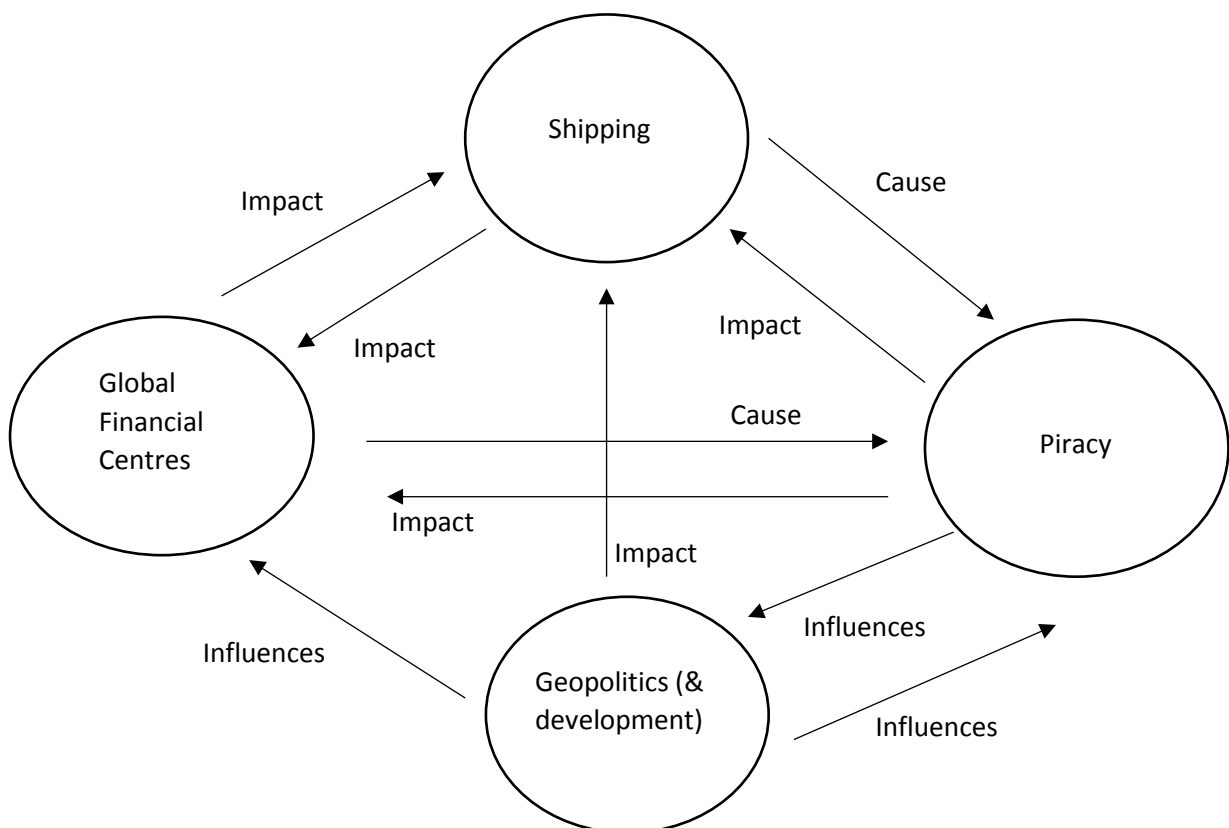 Shipping
Cause
Impact
Impact
Impact
Global
Financial
Centres
Cause
Piracy
Impact
Impact
Influences
Influences
Geopolitics (&
development)
Influences